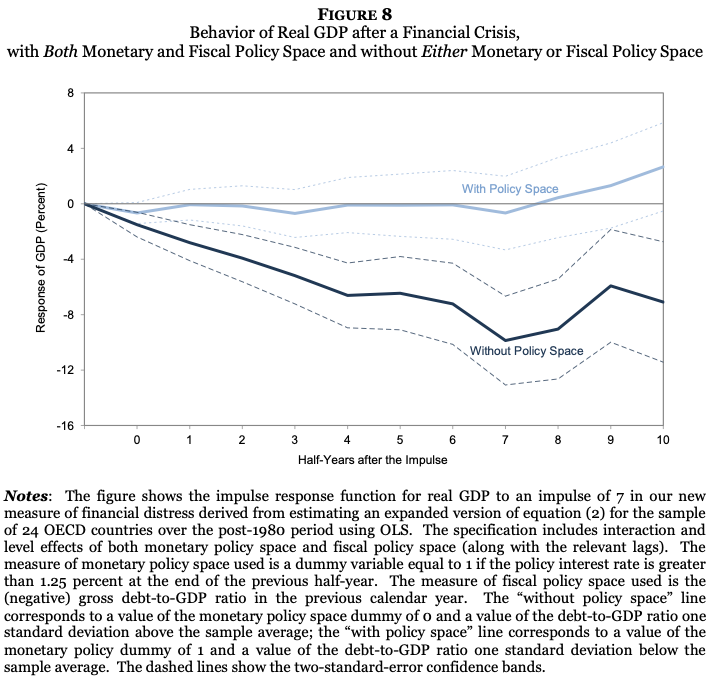 FIGURE 8
Behavior of Real GDP after a Financial Crisis,
with Both Monetary and Fiscal Policy Space and without Either Monetary or Fiscal Policy Space
8
4
0
-4
-8
-12
-16
Response of GDP (Percent)
With Policy Space
Without Policy Space
0 1 2 3 4 5 6 7 8 9 10
Half-Years after the Impulse
Notes: The figure shows the impulse response function for real GDP to an impulse of 7 in our new
measure of financial distress derived from estimating an expanded version of equation (2) for the sample
of 24 OECD countries over the post-1980 period using OLS. The specification includes interaction and
level effects of both monetary policy space and fiscal policy space (along with the relevant lags). The
measure of monetary policy space used is a dummy variable equal to 1 if the policy interest rate is greater
than 1.25 percent at the end of the previous half-year. The measure of fiscal policy space used is the
(negative) gross debt-to-GDP ratio in the previous calendar year. The “without policy space” line
corresponds to a value of the monetary policy space dummy of 0 and a value of the debt-to-GDP ratio one
standard deviation above the sample average; the “with policy space” line corresponds to a value of the
monetary policy dummy of 1 and a value of the debt-to-GDP ratio one standard deviation below the
sample average. The dashed lines show the two-standard-error confidence bands.